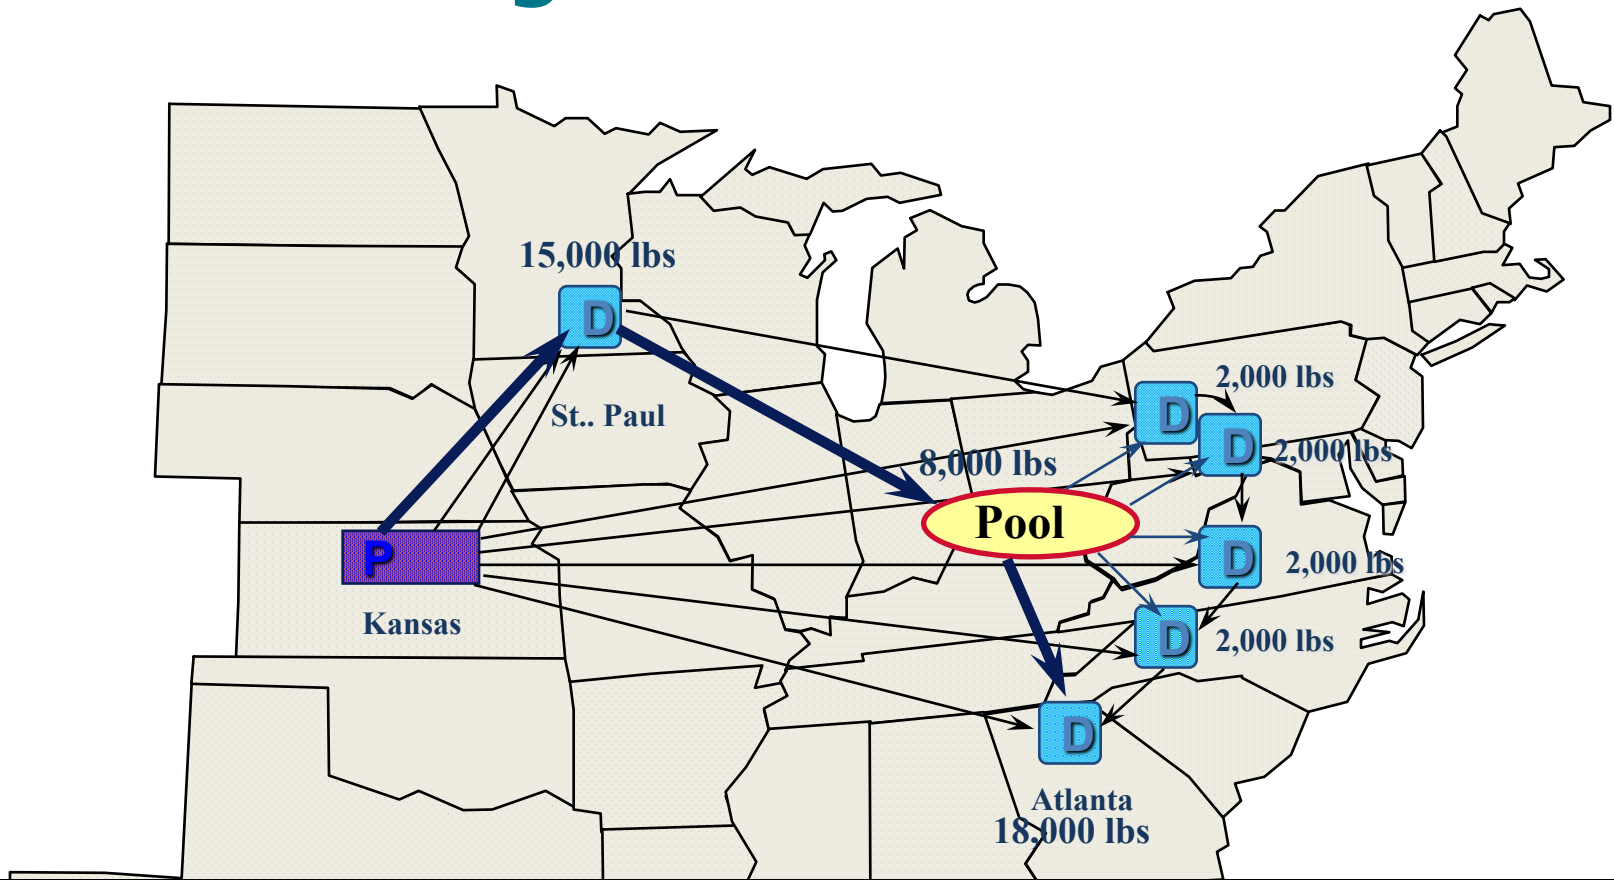 15,000 lbs
D
St.. Paul
2,000 lbs
D
D
2,000 lbs
8,000 lbs
Pool
P
D
2,000 lbs
Kansas
D
2,000 lbs
D
Atlanta
18,000 lbs